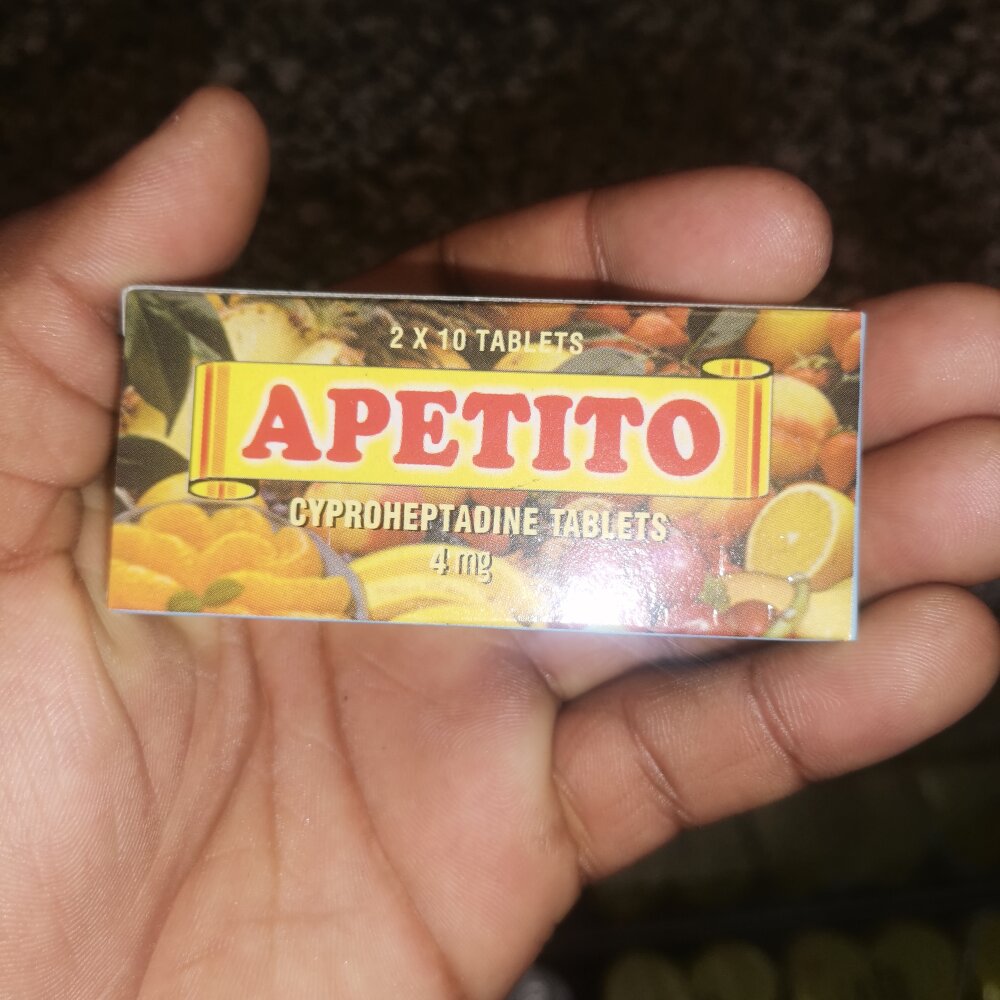 2 X 10 TABLETS
APETITO
CYPROHEPTADINE TABLETS
4 mg